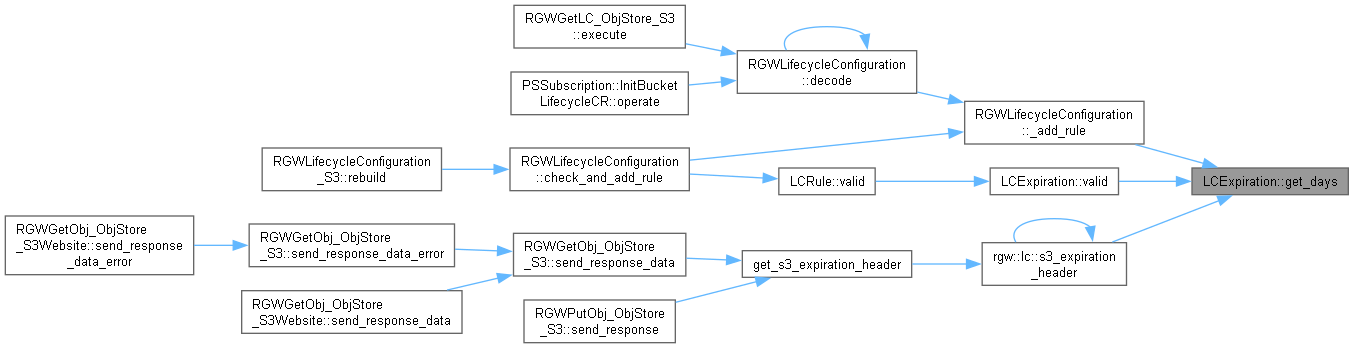 RGWGetLC_ObjStore_S3
::execute
RGWLifecycleConfiguration
::decode
PSSubscription::InitBucket
LifecycleCR::operate
RGWLifecycleConfiguration
::_add_rule
RGWLifecycleConfiguration
_S3::rebuild
RGWLifecycleConfiguration
::check_and_add_rule
LCRule::valid
LCExpiration::valid
LCExpiration::get_days
RGWGetObj_ObjStore
_S3Website::send_response
_data_error
RGWGetObj_ObjStore
_S3::send_response_data_error
RGWGetObj_ObjStore
_S3::send_response_data
get_s3_expiration_header
rgw::lc::s3_expiration
_header
RGWGetObj_ObjStore
_S3Website::send_response_data
RGWPutObj_ObjStore
_S3::send_response